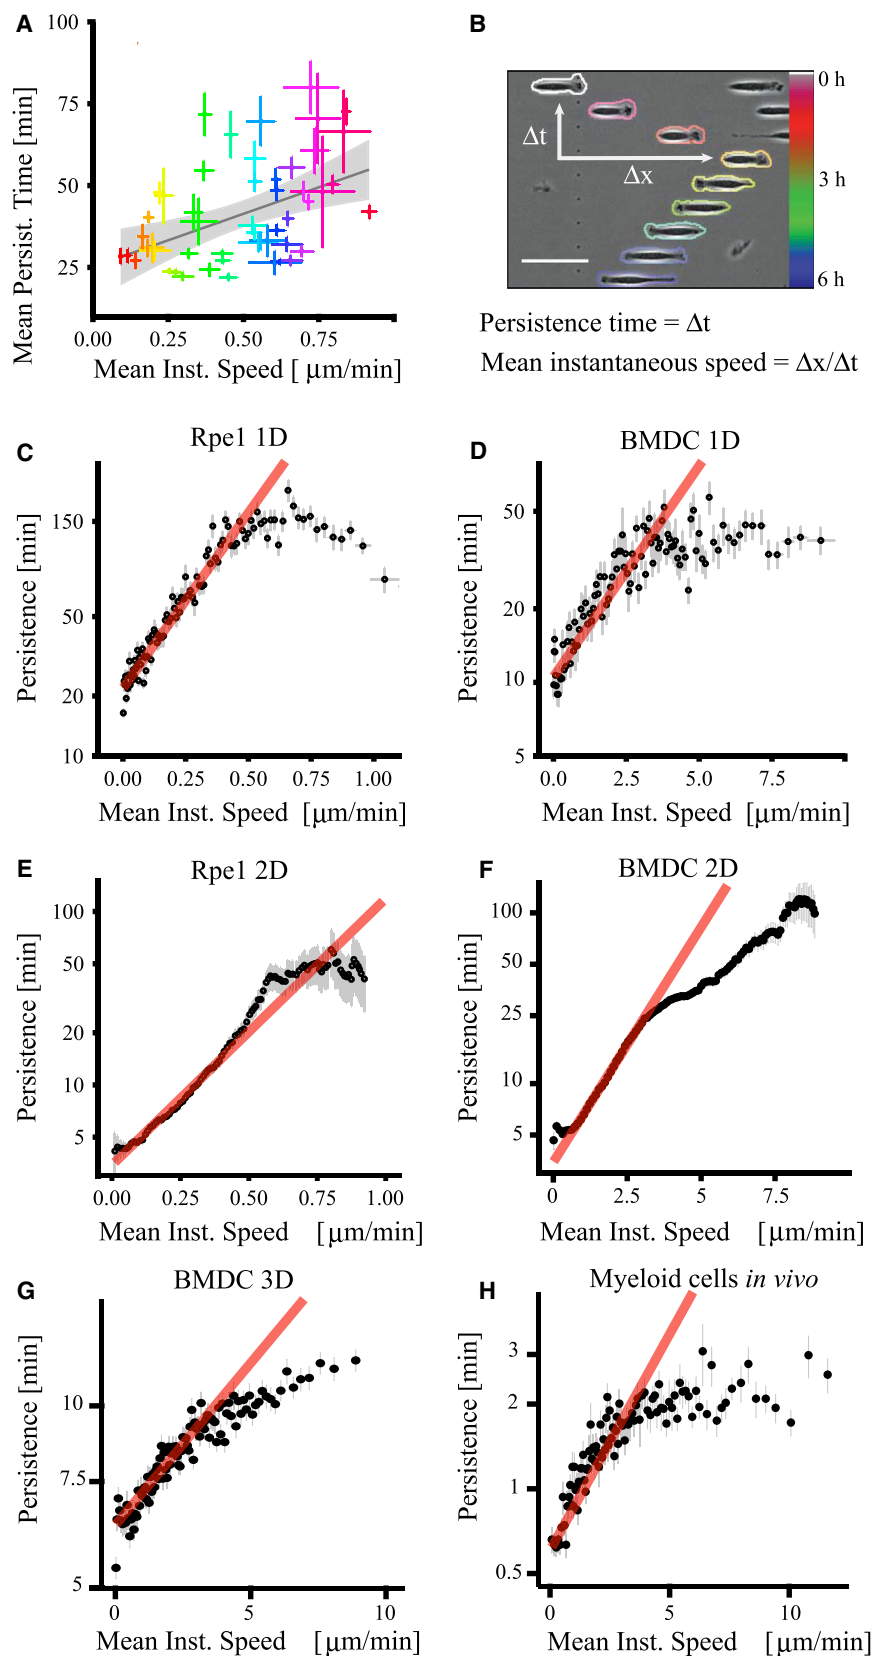 A
100
75
50
25
Mean Persist. Time [min]
0.00
0.25
0.50
0.75
Mean Inst. Speed [ μm/min]
B
Δt
Δx
0 h
3 h
6 h
Persistence time = Δt
Mean instantaneous speed = Δx/Δt
C
Rpe1 1D
150
50
20
10
Persistence [min]
0.00
0.25
0.50
0.75
1.00
Mean Inst. Speed [μm/min]
D
BMDC 1D
50
20
10
5
Persistence [min]
0.0
2.5
5.0
7.5
Mean Inst. Speed [μm/min]
E
Rpe1 2D
100
50
20
10
5
Persistence [min]
0.00
0.25
0.50
0.75
1.00
Mean Inst. Speed [μm/min]
F
BMDC 2D
100
50
25
10
5
Persistence [min]
0
2.5
5
7.5
Mean Inst. Speed [μm/min]
G
BMDC 3D
10
7.5
5
Persistence [min]
0
5
10
Mean Inst. Speed [μm/min]
H
Myeloid cells in vivo
3
2
1
0.5
Persistence [min]
0
5
10
Mean Inst. Speed [μm/min]